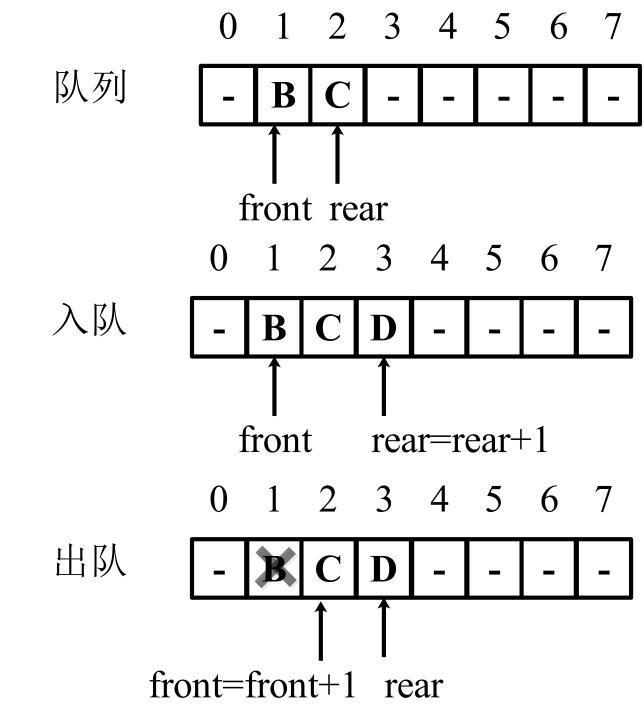 0 1 2 3 4 5 6 7
队列 - B C - - - - -
front rear
0 1 2 3 4 5 6 7
入队 - B C D - - - -
front rear=rear+1
0 1 2 3 4 5 6 7
出队 - B C D - - - -
front=front+1 rear